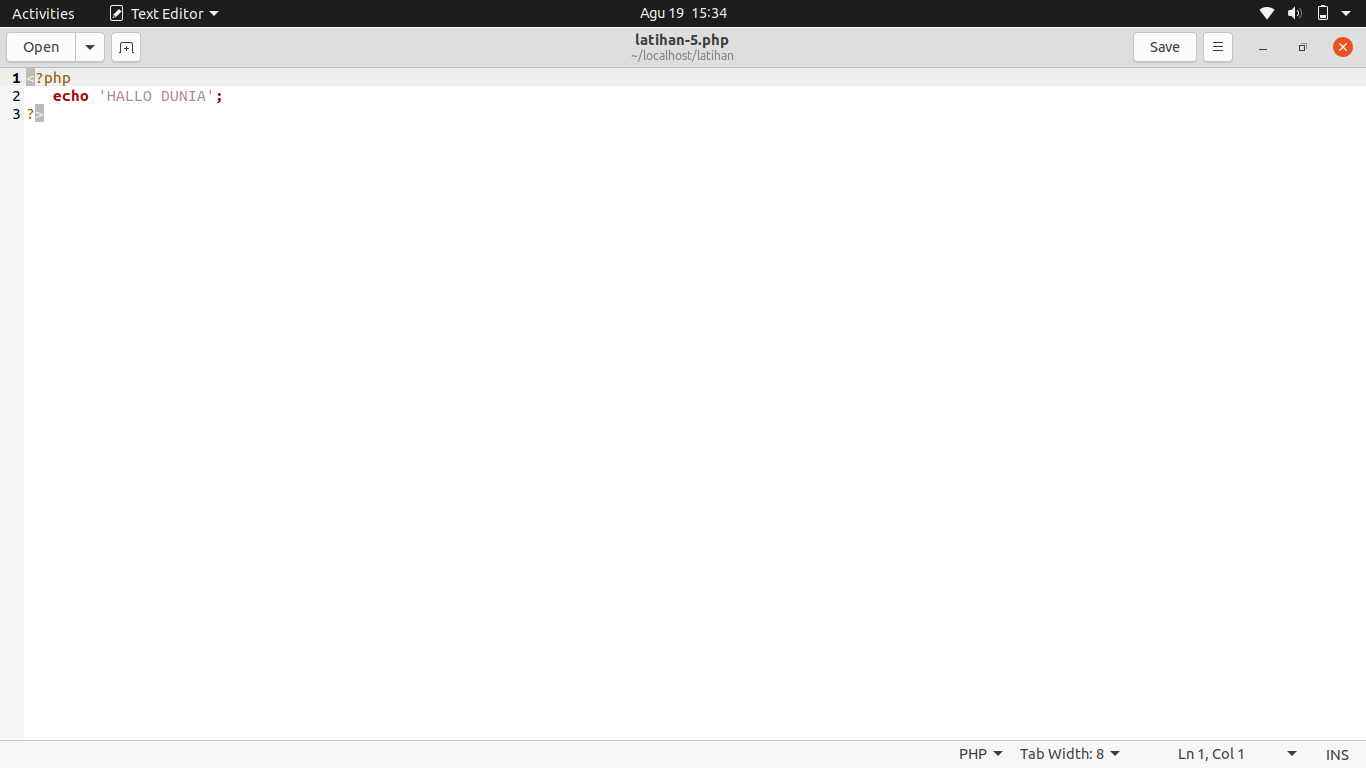 Activities Text Editor Agu 19 15:34
Open latihan-5.php Save
~/localhost/latihan
1 <?php
2    echo 'HALLO DUNIA';
3 ?>
PHP Tab Width: 8 Ln 1, Col 1 INS